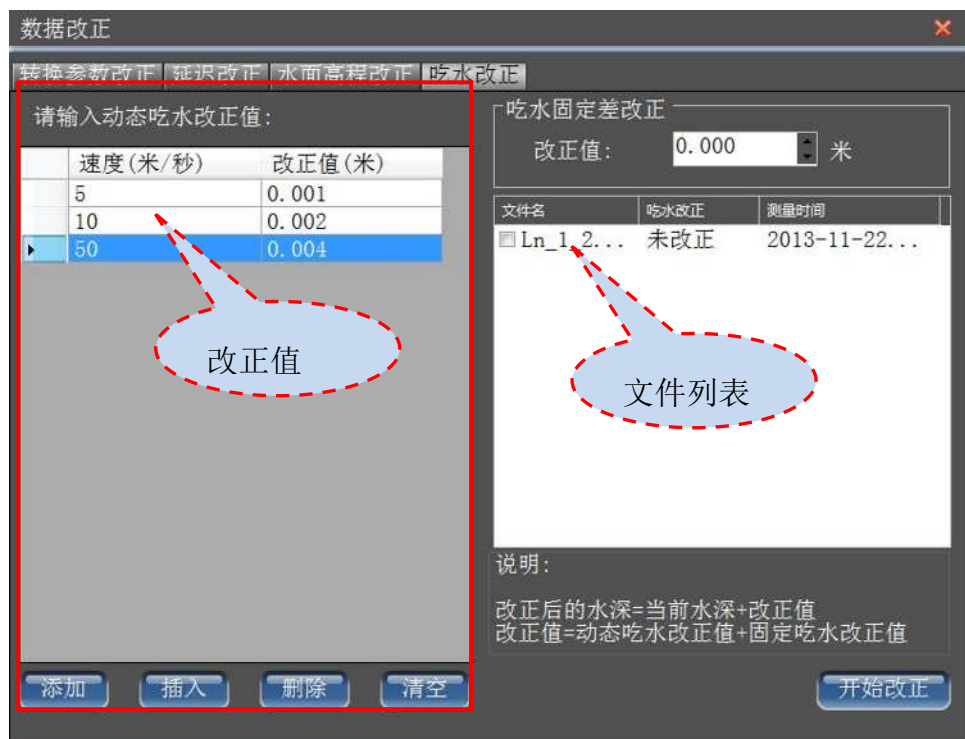 数据改正
转换参数改正 延迟改正 水面高程改正 吃水改正
请输入动态吃水改正值:
速度(米/秒) 改正值(米)
5 0.001
10 0.002
50 0.004
改正值
添加 插入 删除 清空
吃水固定差改正
改正值: 0.000 米
文件名 吃水改正 测量时间
Ln_1_2... 未改正 2013-11-22...
文件列表
说明:
改正后的水深=当前水深+改正值
改正值=动态吃水改正值+固定吃水改正值
开始改正